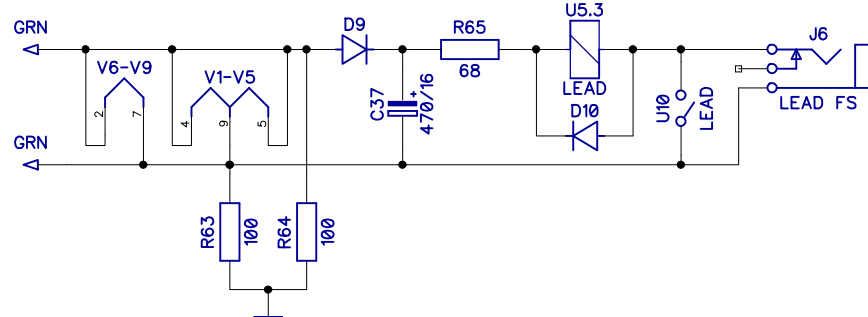 GRN
D9
R65
68
U5.3
LEAD
J6
LEAD FS
V6-V9
2
7
V1-V5
4
9
5
C37
+
470/16
D10
U10
LEAD
GRN
R63
100
R64
100